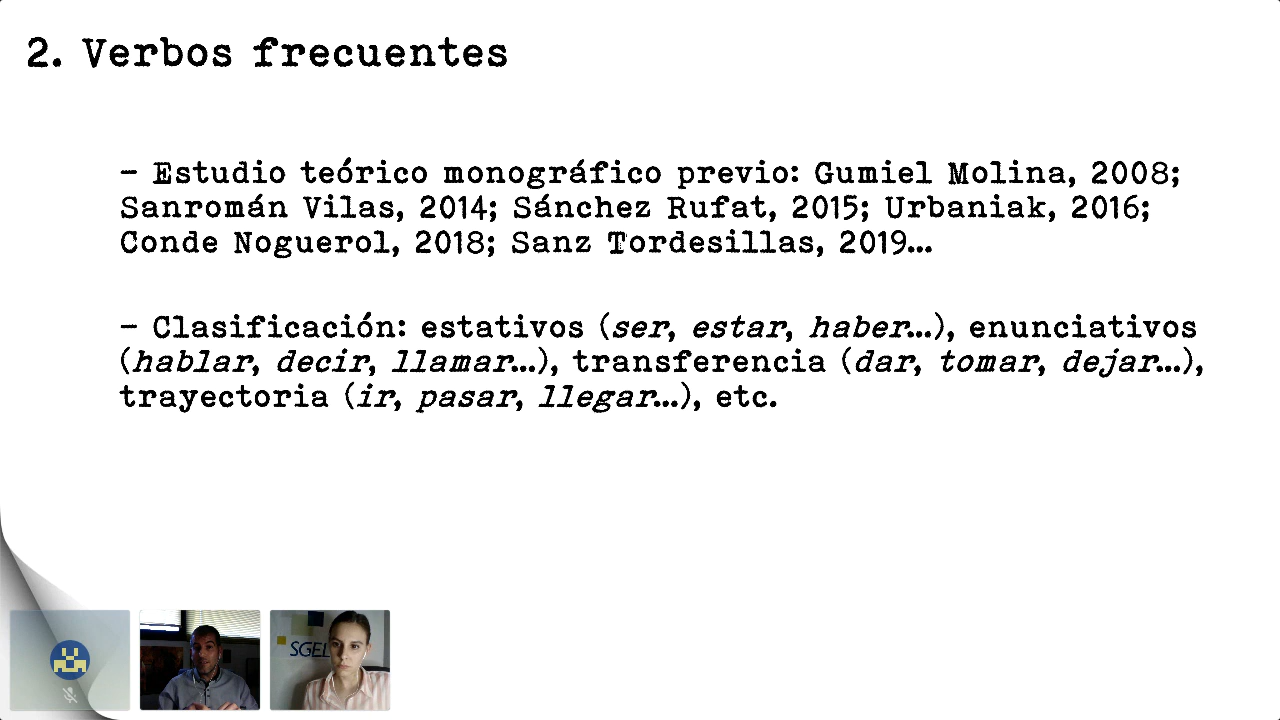 2. Verbos frecuentes
- Estudio teórico monográfico previo: Gumiel Molina, 2008;
Sanromán Vilas, 2014; Sánchez Rufat, 2015; Urbaniak, 2016;
Conde Noguerol, 2018; Sanz Tordesillas, 2019…
- Clasificación: estativos (ser, estar, haber…), enunciativos
(hablar, decir, llamar…), transferencia (dar, tomar, dejar…),
trayectoria (ir, pasar, llegar…), etc.
SGEL